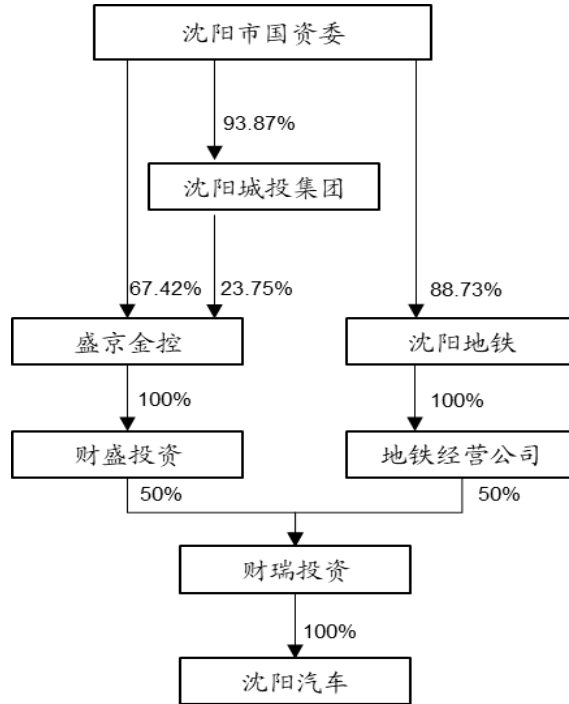 沈阳市国资委
93.87%
沈阳城投集团
67.42%
23.75%
88.73%
盛京金控
沈阳地铁
100%
100%
财盛投资
地铁经营公司
50%
50%
财瑞投资
100%
沈阳汽车